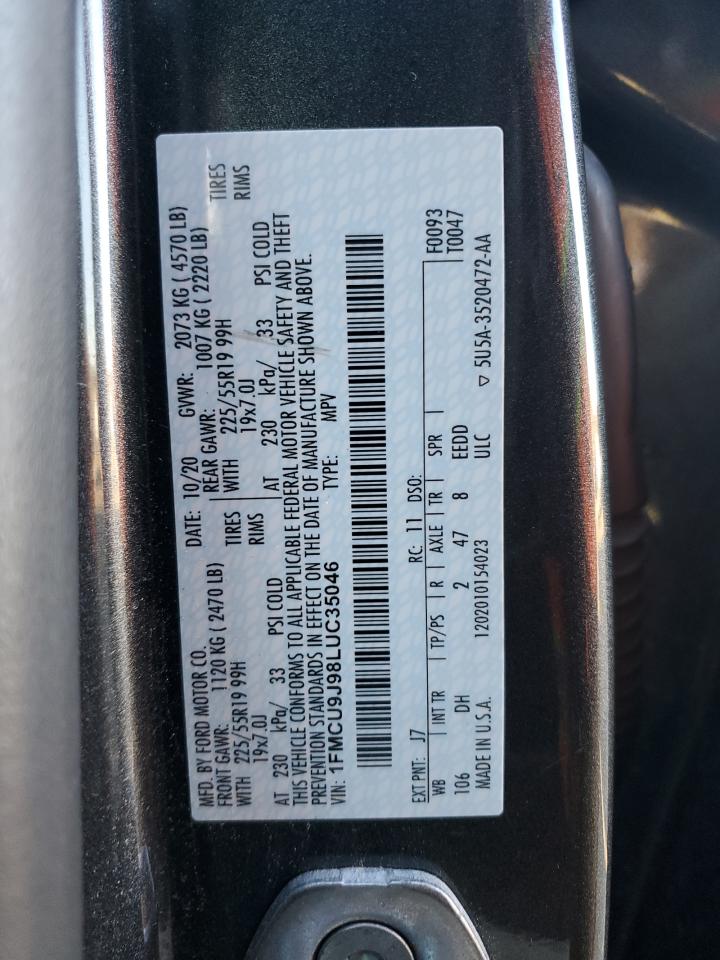 MFD. BY FORD MOTOR CO. DATE: 10/20 GVWR: 2073 KG ( 4570 LB)
FRONT GAWR: 1120 KG ( 2470 LB) REAR GAWR: 1007 KG ( 2220 LB)
WITH 225/55R19 99H TIRES WITH 225/55R19 99H TIRES
19x7.0J RIMS 19x7.0J RIMS
AT 230 kPa/ 33 PSI COLD AT 230 kPa/ 33 PSI COLD
THIS VEHICLE CONFORMS TO ALL APPLICABLE FEDERAL MOTOR VEHICLE SAFETY AND THEFT
PREVENTION STANDARDS IN EFFECT ON THE DATE OF MANUFACTURE SHOWN ABOVE.
VIN: 1FMCU9J98LUC35046 TYPE: MPV
EXT PNT: J7 RC: 11 DSO: F0093
WB INT TR TP/PS R AXLE TR SPR T0047
106 DH 2 47 8 EEDD
MADE IN U.S.A. 1202010154023 ULC ▽ 5U5A-3520472-AA